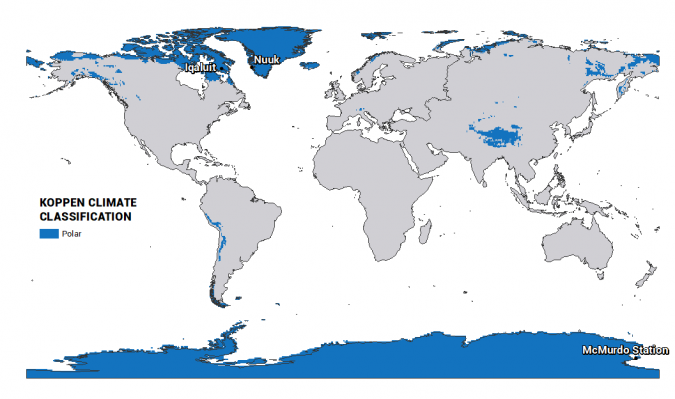 Nuuk
Iqaluit
KOPPEN CLIMATE
CLASSIFICATION
Polar
McMurdo Station